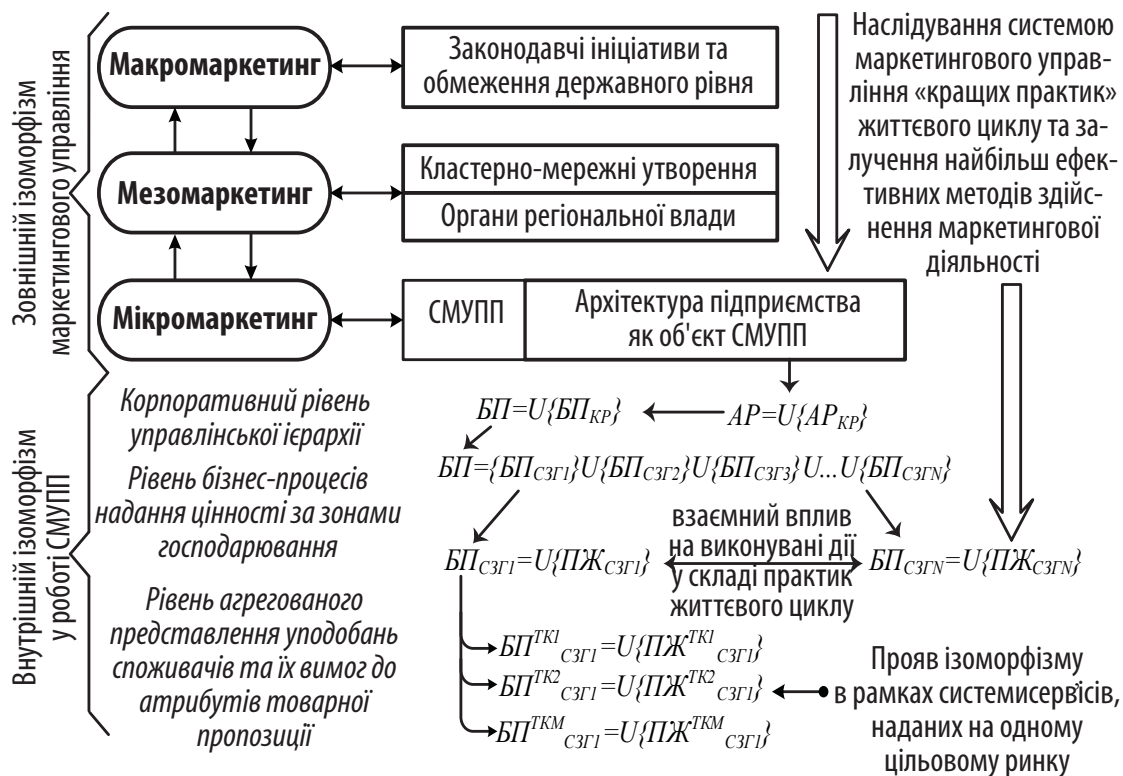 Зовнішній ізоморфізм
маркетингового управління
Макромаркетинг
Законодавчі ініціативи та
обмеження державного рівня
Мезомаркетинг
Кластерно-мережні утворення
Органи регіональної влади
Мікромаркетинг
СМУПП
Архітектура підприємства
як об'єкт СМУПП
Наслідування системою
маркетингового управ-
ління «кращих практик»
життєвого циклу та за-
лучення найбільш ефек-
тивних методів здійс-
нення маркетингової
діяльності
Внутрішній ізоморфізм
у роботі СМУПП
Корпоративний рівень
управлінської ієрархії
Рівень бізнес-процесів
надання цінності за зонами
господарювання
Рівень агрегованого
представлення уподобань
споживачів та їх вимог до
атрибутів товарної
пропозиції
БП=U{БП_КР}
АР=U{АР_КР}
БП={БП_СЗГ1}U{БП_СЗГ2}U{БП_СЗГ3}U...U{БП_СЗГN}
БП_СЗГ1=U{ПЖ_СЗГ1}
взаємний вплив
на виконувані дії
у складі практик
життєвого циклу
БП_СЗГN=U{ПЖ_СЗГN}
БП^ТК1_СЗГ1=U{ПЖ^ТК1_СЗГ1}
БП^ТК2_СЗГ1=U{ПЖ^ТК2_СЗГ1}
БП^ТКМ_СЗГ1=U{ПЖ^ТКМ_СЗГ1}
Прояв ізоморфізму
в рамках системисервісів,
наданих на одному
цільовому ринку